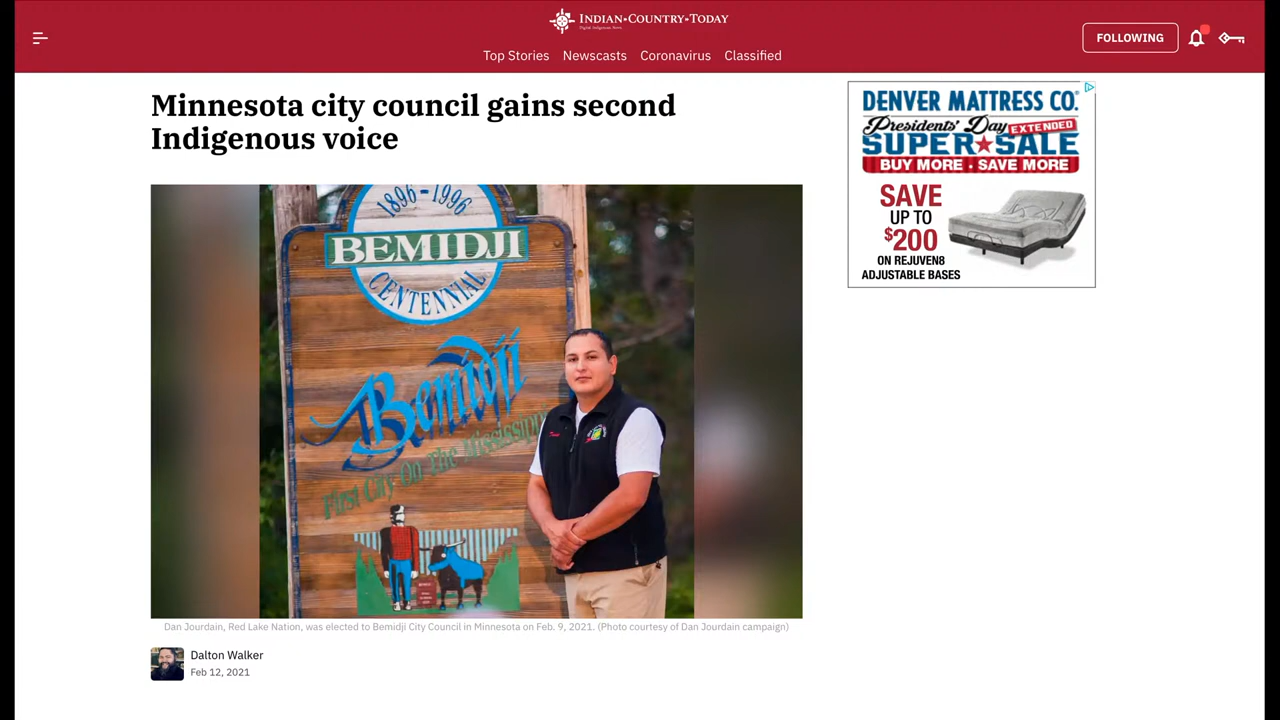 INDIAN•COUNTRY•TODAY
Digital Indigenous News
FOLLOWING
Top Stories Newscasts Coronavirus Classified
Minnesota city council gains second
Indigenous voice
1896-1996
BEMIDJI
CENTENNIAL
Bemidji
First City On The Mississippi
DENVER MATTRESS CO.
Presidents' Day EXTENDED
SUPER SALE
BUY MORE • SAVE MORE
SAVE
UP TO
$200
ON REJUVEN8
ADJUSTABLE BASES
Dan Jourdain, Red Lake Nation, was elected to Bemidji City Council in Minnesota on Feb. 9, 2021. (Photo courtesy of Dan Jourdain campaign)
Dalton Walker
Feb 12, 2021